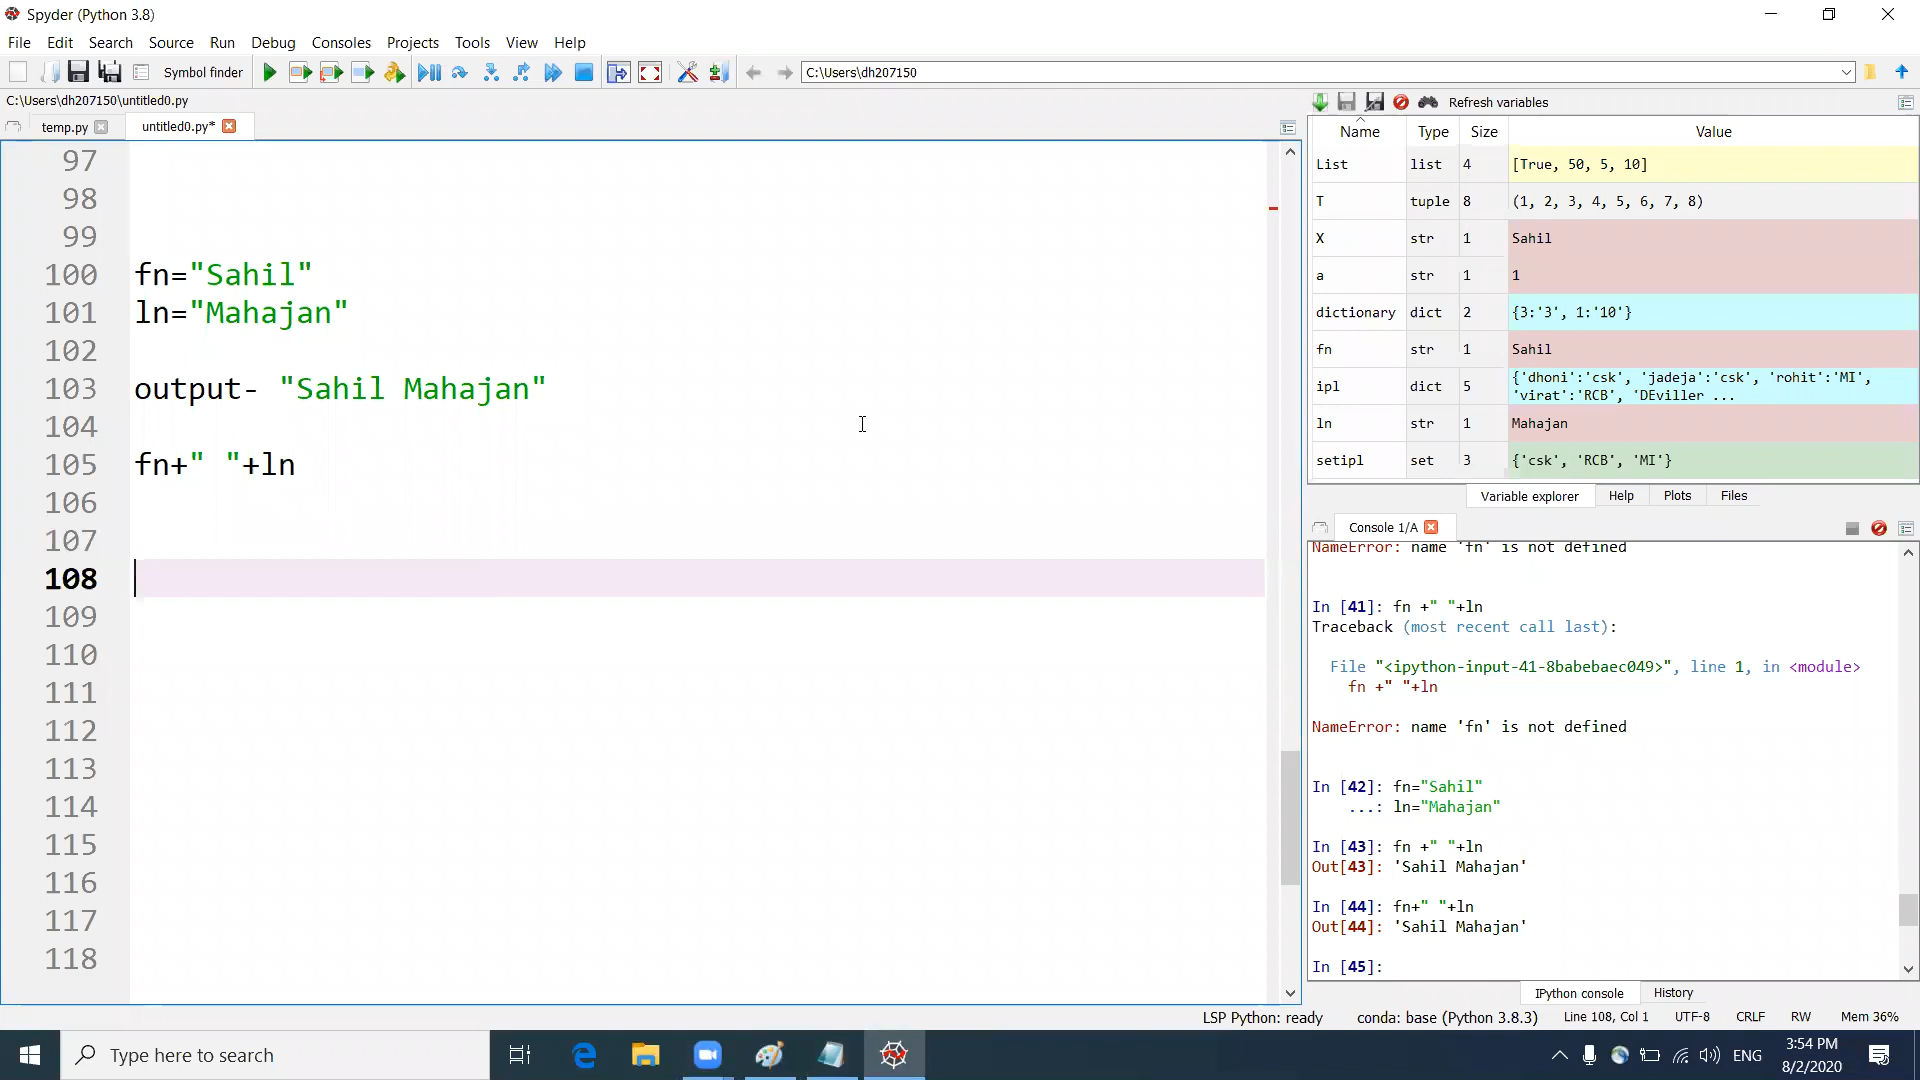 Spyder (Python 3.8)
File Edit Search Source Run Debug Consoles Projects Tools View Help
Symbol finder
C:\Users\dh207150
C:\Users\dh207150\untitled0.py
temp.py
untitled0.py*
97
98
99
100 fn="Sahil"
101 ln="Mahajan"
102
103 output- "Sahil Mahajan"
104
105 fn+" "+ln
106
107
108
109
110
111
112
113
114
115
116
117
118
Refresh variables
Name Type Size Value
List list 4 [True, 50, 5, 10]
T tuple 8 (1, 2, 3, 4, 5, 6, 7, 8)
X str 1 Sahil
a str 1 1
dictionary dict 2 {3:'3', 1:'10'}
fn str 1 Sahil
ipl dict 5 {'dhoni':'csk', 'jadeja':'csk', 'rohit':'MI',
'virat':'RCB', 'DEviller ...
ln str 1 Mahajan
setipl set 3 {'csk', 'RCB', 'MI'}
Variable explorer Help Plots Files
Console 1/A
NameError: name 'fn' is not defined
In [41]: fn +" "+ln
Traceback (most recent call last):
File "<ipython-input-41-8babebaec049>", line 1, in <module>
fn +" "+ln
NameError: name 'fn' is not defined
In [42]: fn="Sahil"
...: ln="Mahajan"
In [43]: fn +" "+ln
Out[43]: 'Sahil Mahajan'
In [44]: fn+" "+ln
Out[44]: 'Sahil Mahajan'
In [45]:
IPython console History
LSP Python: ready conda: base (Python 3.8.3) Line 108, Col 1 UTF-8 CRLF RW Mem 36%
Type here to search
ENG
3:54 PM
8/2/2020